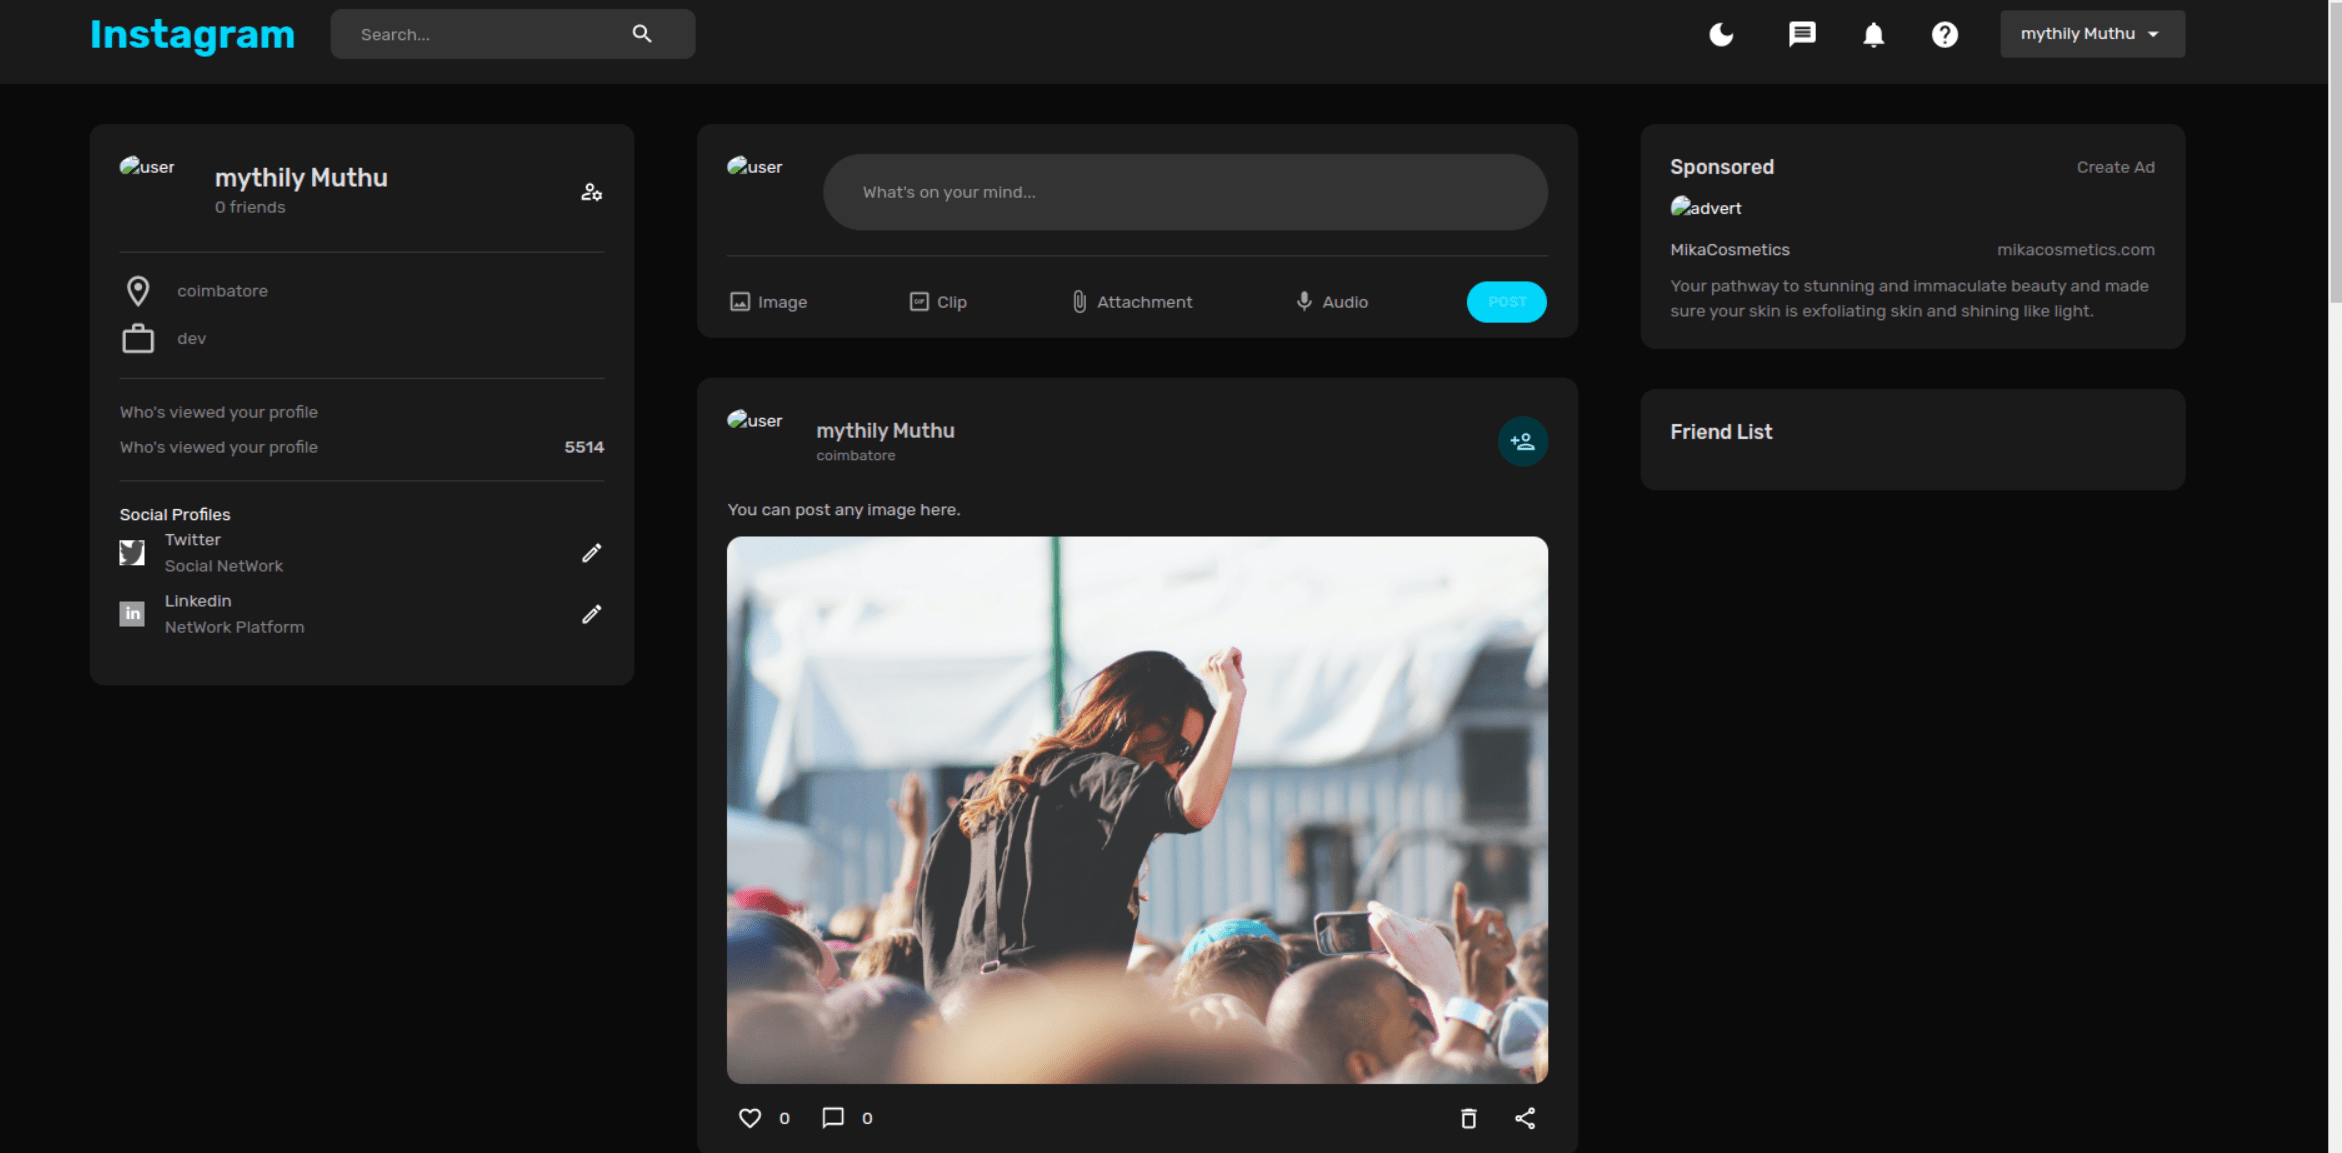 Instagram
Search...
mythily Muthu
user
mythily Muthu
0 friends
coimbatore
dev
Who's viewed your profile
Who's viewed your profile 5514
Social Profiles
Twitter
Social NetWork
in
Linkedin
NetWork Platform
user
What's on your mind...
Image
GIF
Clip
Attachment
Audio
POST
user
mythily Muthu
coimbatore
You can post any image here.
0
0
Sponsored Create Ad
advert
MikaCosmetics mikacosmetics.com
Your pathway to stunning and immaculate beauty and made
sure your skin is exfoliating skin and shining like light.
Friend List